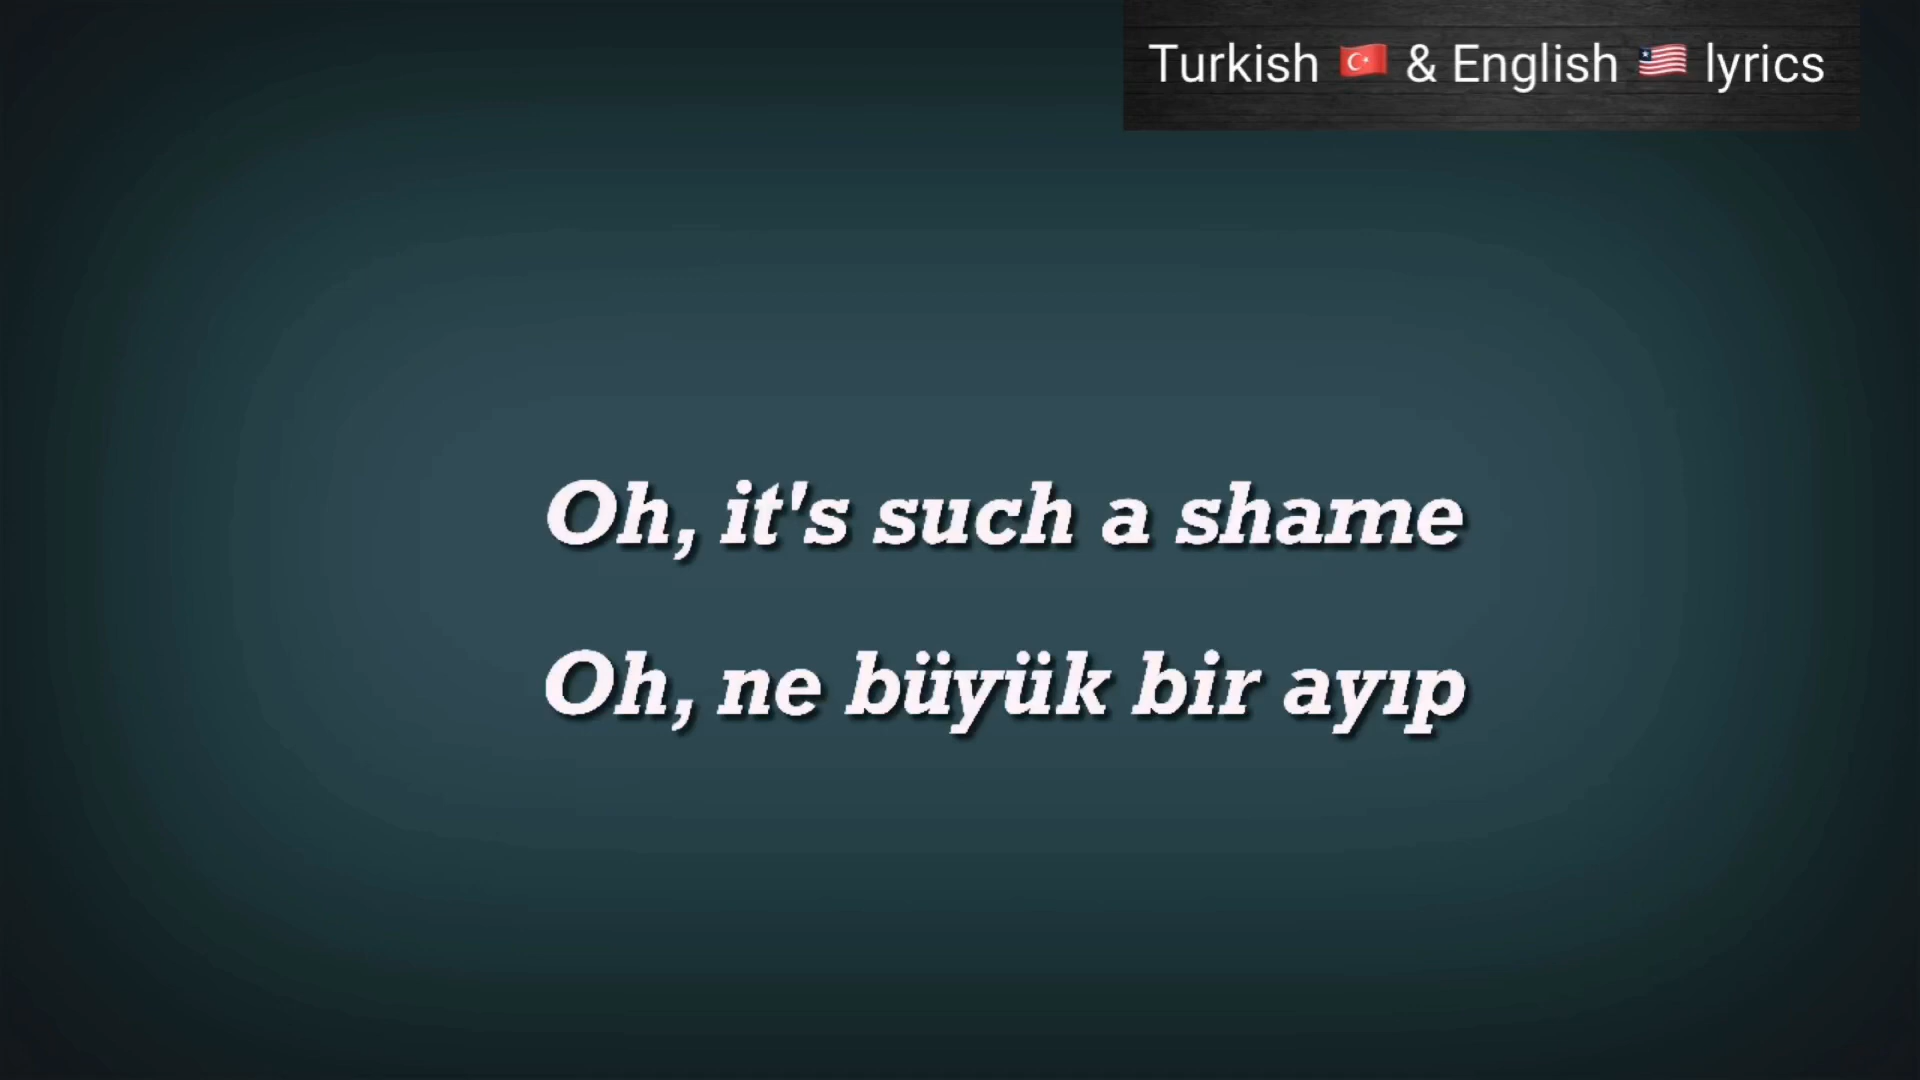 Turkish 🇹🇷 & English 🇱🇷 lyrics
Oh, it's such a shame
Oh, ne büyük bir ayıp